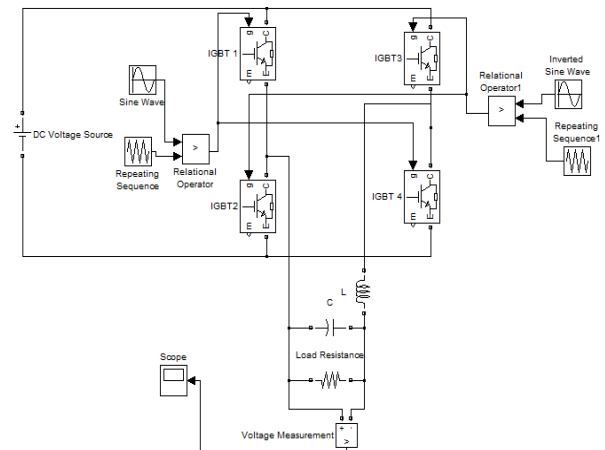 g
C
IGBT 1
m
E
g
C
IGBT3
m
E
Inverted
Sine Wave
Relational
Operator1
>
Sine Wave
+
DC Voltage Source
>
Repeating
Sequence
Relational
Operator
Repeating
Sequence1
g
C
IGBT2
m
E
g
C
IGBT 4
m
E
L
C
Load Resistance
Scope
Voltage Measurement
+
-
>